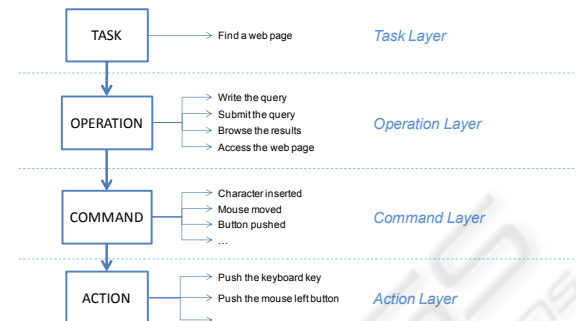 TASK
Find a web page
Task Layer
OPERATION
Write the query
Submit the query
Browse the results
Access the web page
Operation Layer
COMMAND
Character inserted
Mouse moved
Button pushed
...
Command Layer
ACTION
Push the keyboard key
Push the mouse left button
Action Layer